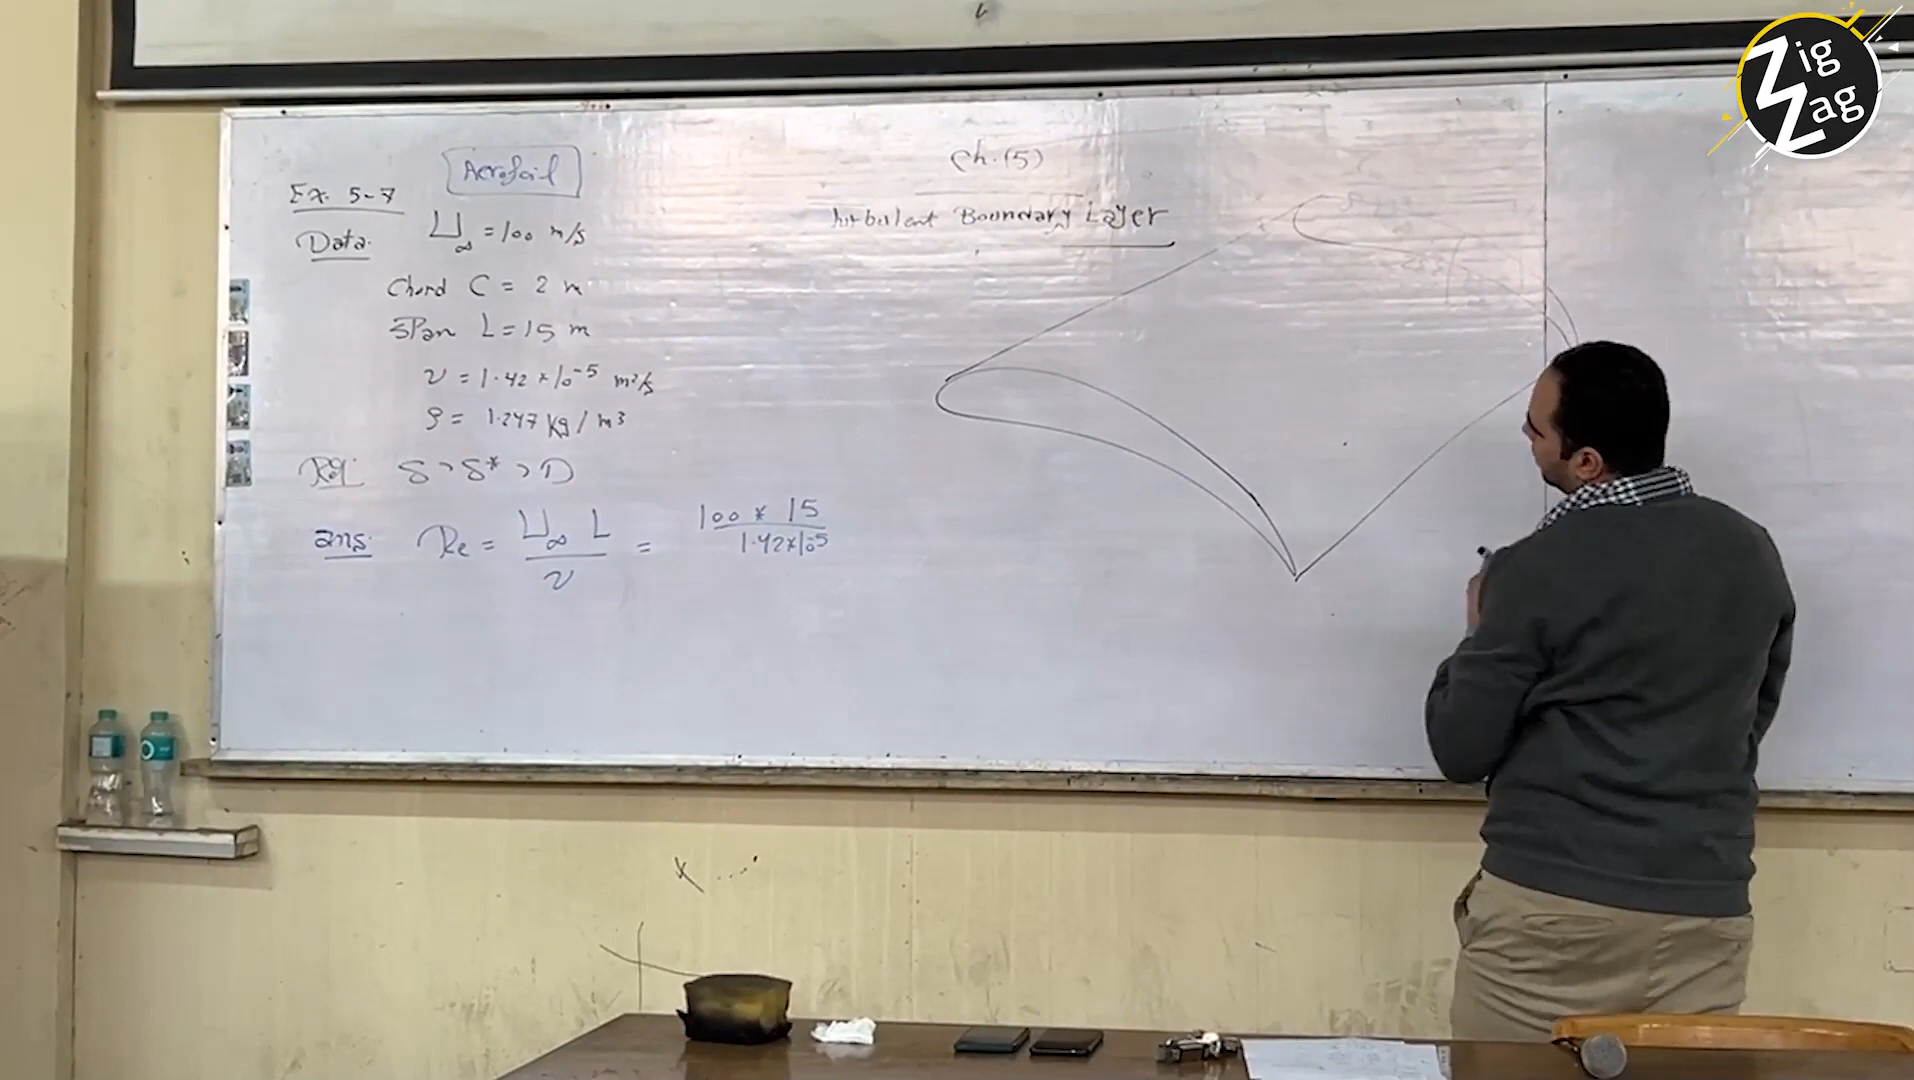 Zig Zag
Ch. (5)
Turbulent Boundary Layer
Aerofoil
Ex. 5-7
Data: U∞ = 100 m/s
Chord C = 2 m
Span L = 15 m
ν = 1.42 * 10^-5 m²/s
ρ = 1.247 Kg/m³
Req: δ, δ*, D
ans: Re = U∞ L / ν = 100 * 15 / 1.42*10^-5